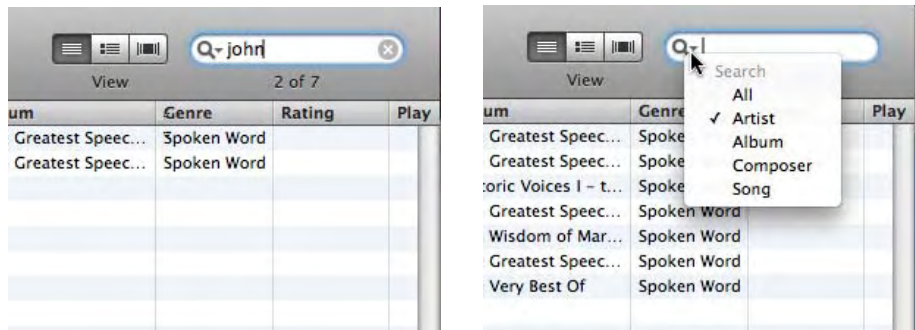 john
View
2 of 7
um Genre Rating Play
Greatest Speec... Spoken Word
Greatest Speec... Spoken Word
View
Search
All
✓ Artist
Album
Composer
Song
um Genre Play
Greatest Speec... Spoke
Greatest Speec... Spoke
toric Voices I – t... Spoke
Greatest Speec... Spoken Word
Wisdom of Mar... Spoken Word
Greatest Speec... Spoken Word
Very Best Of Spoken Word